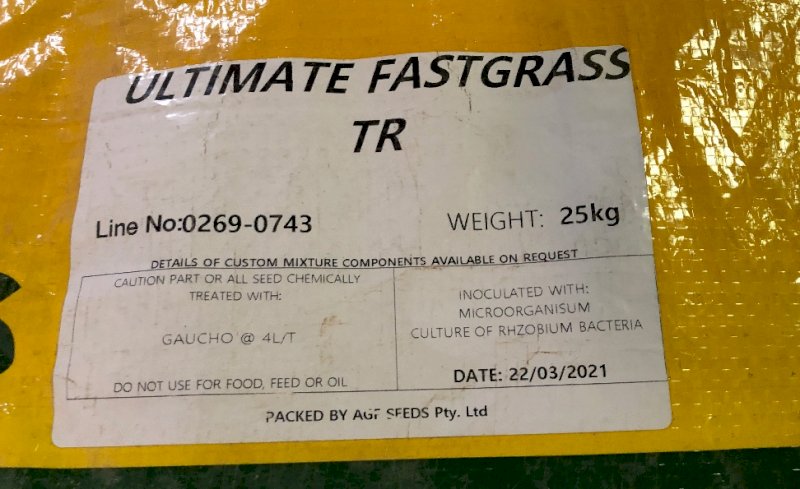 ULTIMATE FASTGRASS
TR
Line No:0269-0743
WEIGHT: 25kg
DETAILS OF CUSTOM MIXTURE COMPONENTS AVAILABLE ON REQUEST
CAUTION PART OR ALL SEED CHEMICALLY
TREATED WITH:
GAUCHO @ 4L/T
DO NOT USE FOR FOOD, FEED OR OIL
INOCULATED WITH:
MICROORGANISUM
CULTURE OF RHZOBIUM BACTERIA
DATE: 22/03/2021
PACKED BY AGF SEEDS Pty. Ltd